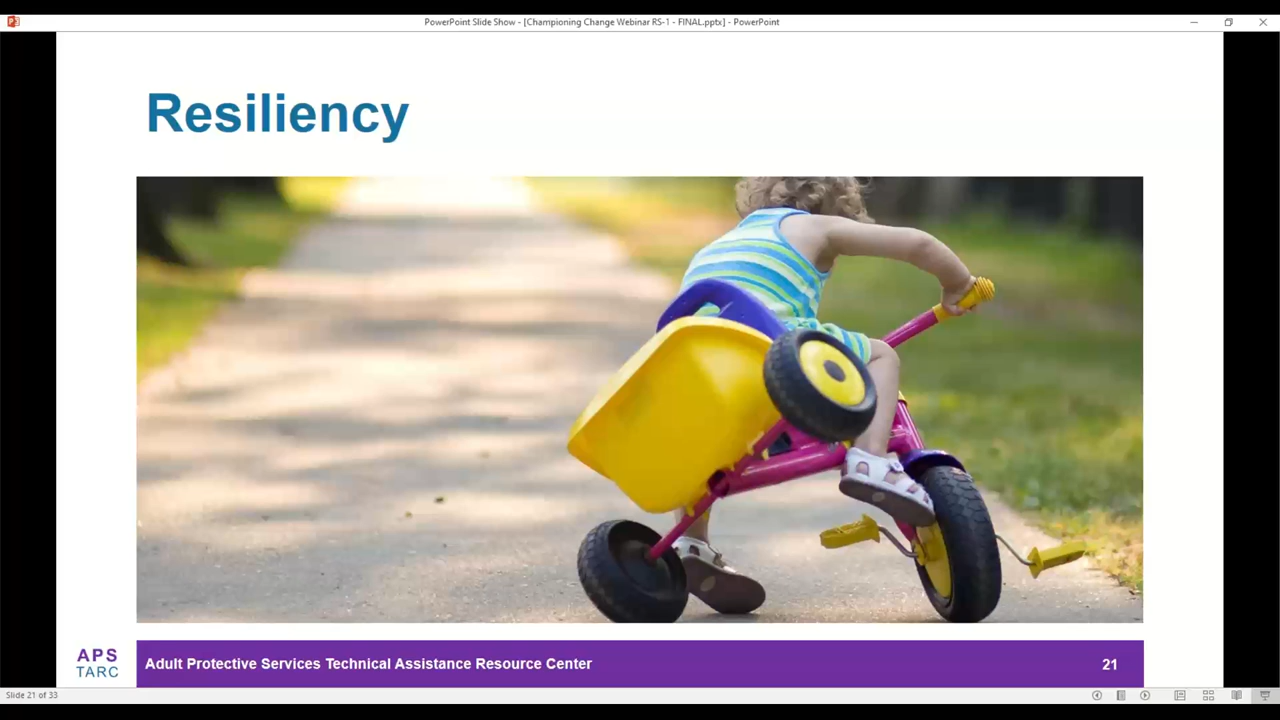 PowerPoint Slide Show - [Championing Change Webinar RS-1 - FINAL.pptx] - PowerPoint
Resiliency
APS
TARC
Adult Protective Services Technical Assistance Resource Center
21
Slide 21 of 33